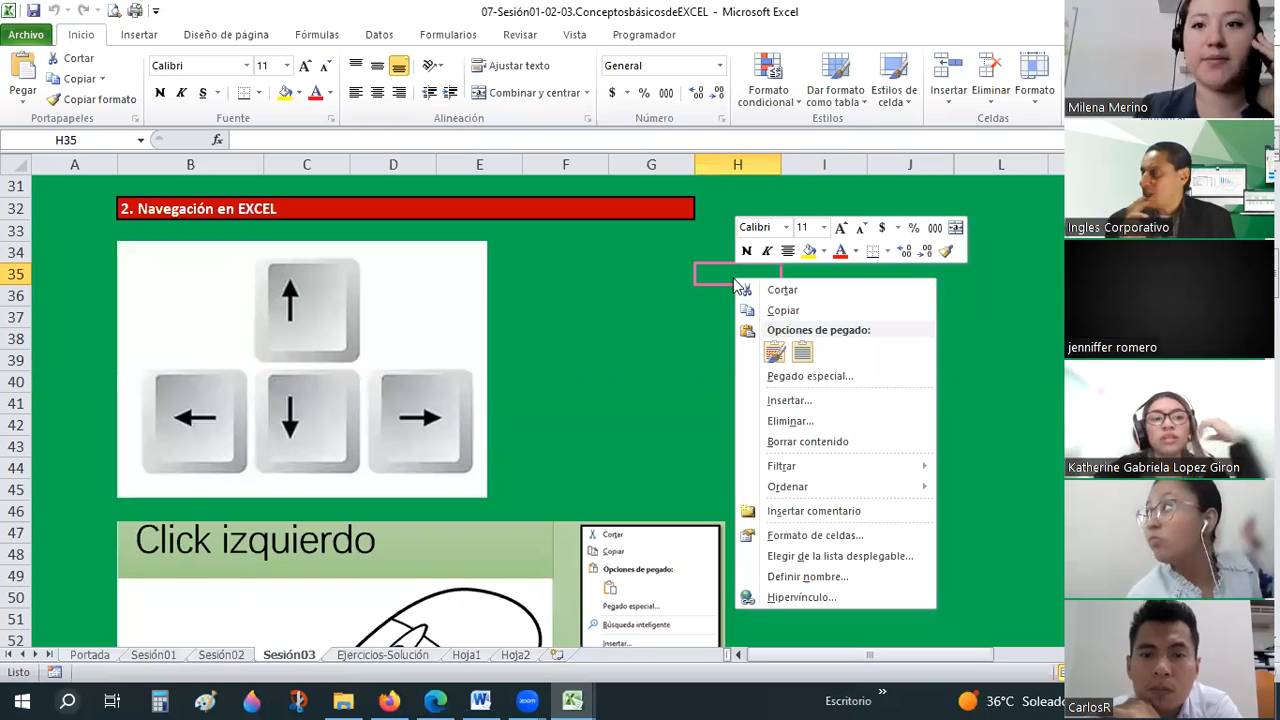 07-Sesión01-02-03.ConceptosbásicosdeEXCEL - Microsoft Excel
Archivo Inicio Insertar Diseño de página Fórmulas Datos Formularios Revisar Vista Programador
Pegar
Cortar
Copiar
Copiar formato
Portapapeles
Calibri 11
N K S
Fuente
Ajustar texto
Combinar y centrar
Alineación
General
$ % 000
Número
Formato condicional
Dar formato como tabla
Estilos de celda
Estilos
Insertar Eliminar Formato
Celdas
H35
fx
A B C D E F G H I J L
31
32
33
34
35
36
37
38
39
40
41
42
43
44
45
46
47
48
49
50
51
52
2. Navegación en EXCEL
Click izquierdo
Cortar
Copiar
Opciones de pegado:
Pegado especial...
Búsqueda inteligente
Insertar...
Calibri 11 A A $ % 000
N K A
Cortar
Copiar
Opciones de pegado:
Pegado especial...
Insertar...
Eliminar...
Borrar contenido
Filtrar
Ordenar
Insertar comentario
Formato de celdas...
Elegir de la lista desplegable...
Definir nombre...
Hipervínculo...
Portada Sesión01 Sesión02 Sesión03 Ejercicios-Solución Hoja1 Hoja2
Listo
Escritorio
36°C Soleado
Milena Merino
Ingles Corporativo
jenniffer romero
Katherine Gabriela Lopez Giron
CarlosR